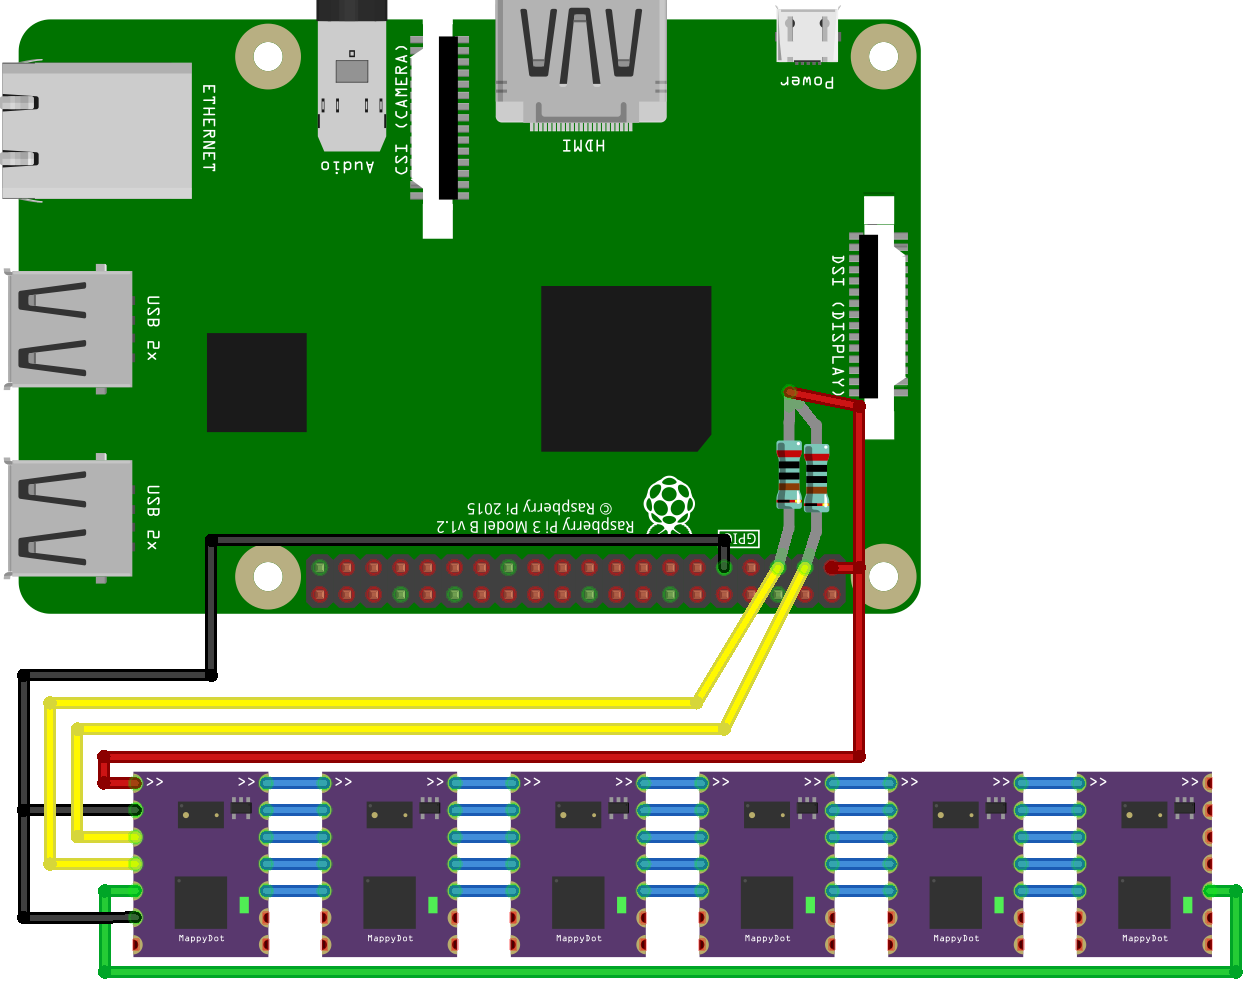 Power
ETHERNET
CSI (CAMERA)
HDMI
Audio
DSI (DISPLAY)
USB 2x
USB 2x
Raspberry Pi 3 Model B v1.2
© Raspberry Pi 2015
GPIO
>> >> >> >> >> >> >> >> >> >> >> >>
MappyDot MappyDot MappyDot MappyDot MappyDot MappyDot